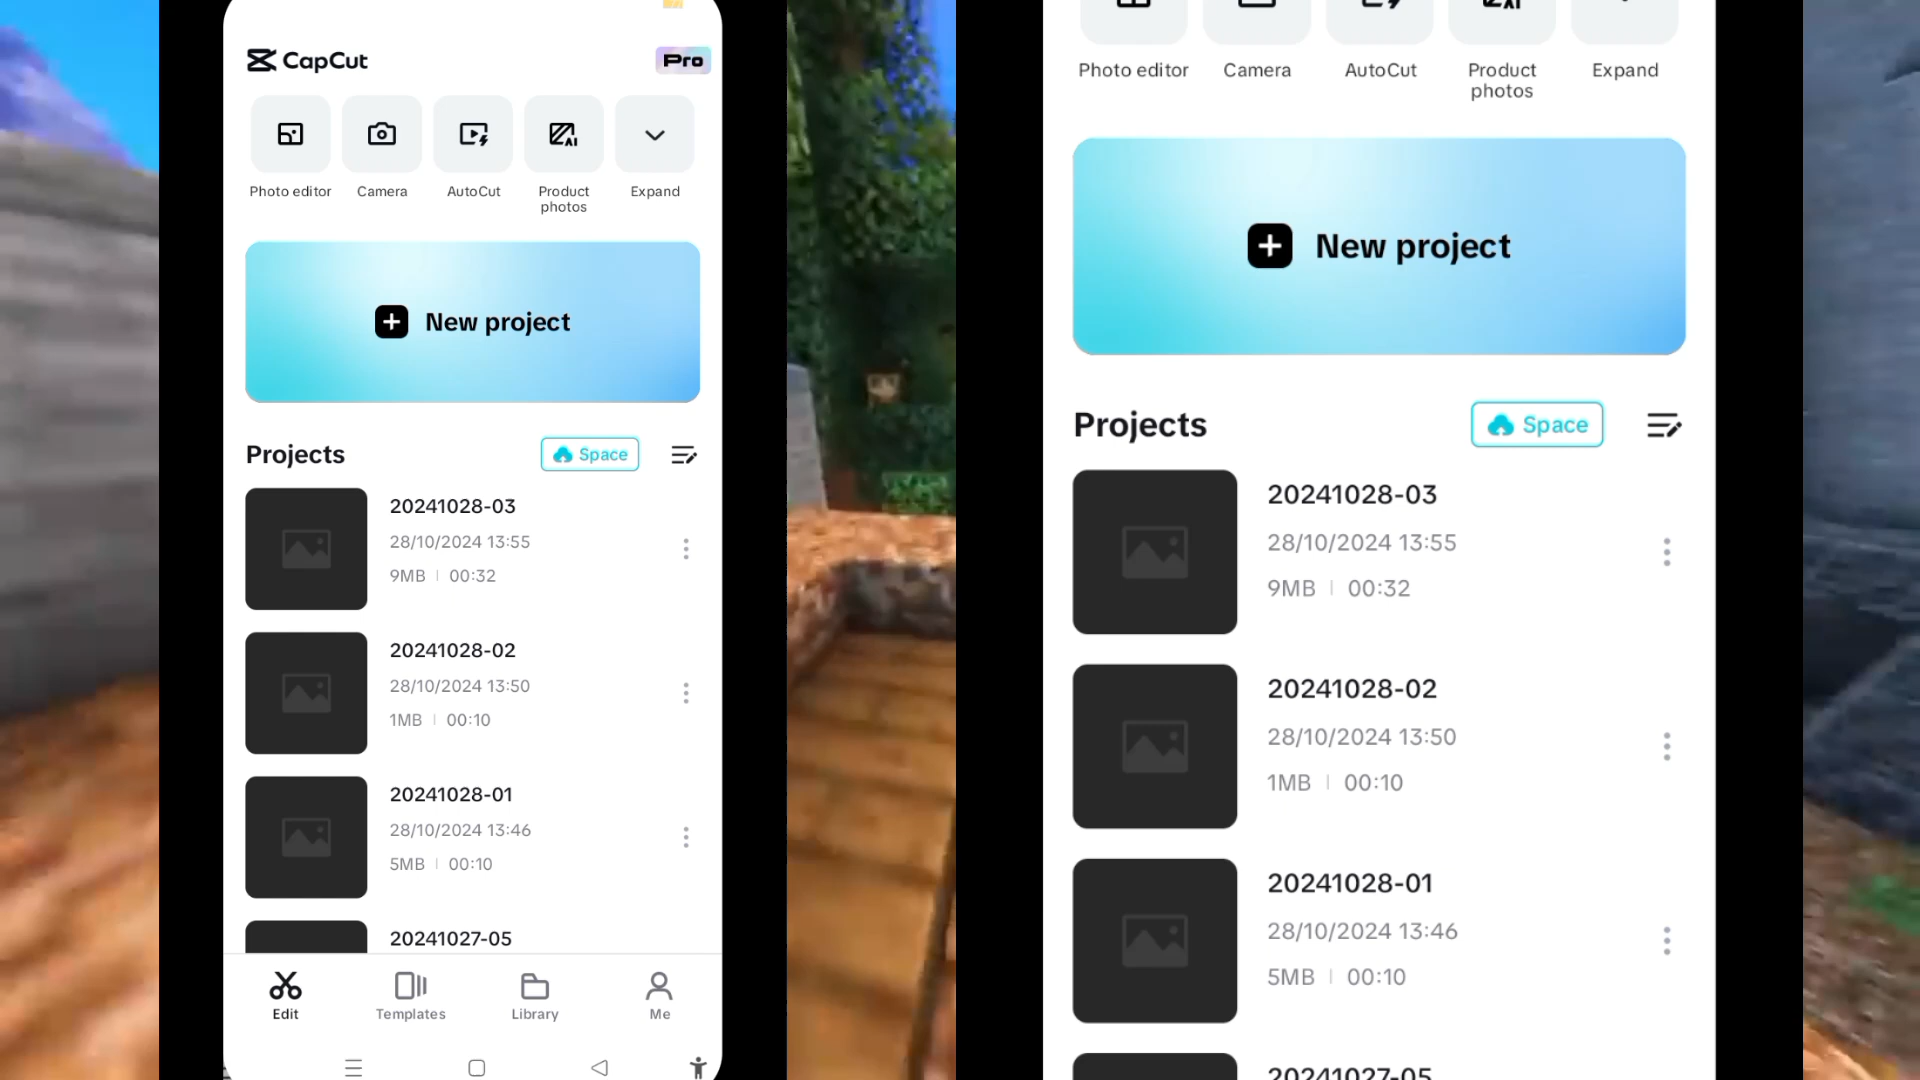 CapCut
Pro
Photo editor
Camera
AutoCut
Product
photos
Expand
New project
Projects
Space
20241028-03
28/10/2024 13:55
9MB | 00:32
20241028-02
28/10/2024 13:50
1MB | 00:10
20241028-01
28/10/2024 13:46
5MB | 00:10
20241027-05
Edit
Templates
Library
Me
AI
Photo editor
Camera
AutoCut
Product
photos
Expand
New project
Projects
Space
20241028-03
28/10/2024 13:55
9MB | 00:32
20241028-02
28/10/2024 13:50
1MB | 00:10
20241028-01
28/10/2024 13:46
5MB | 00:10
20241027-05